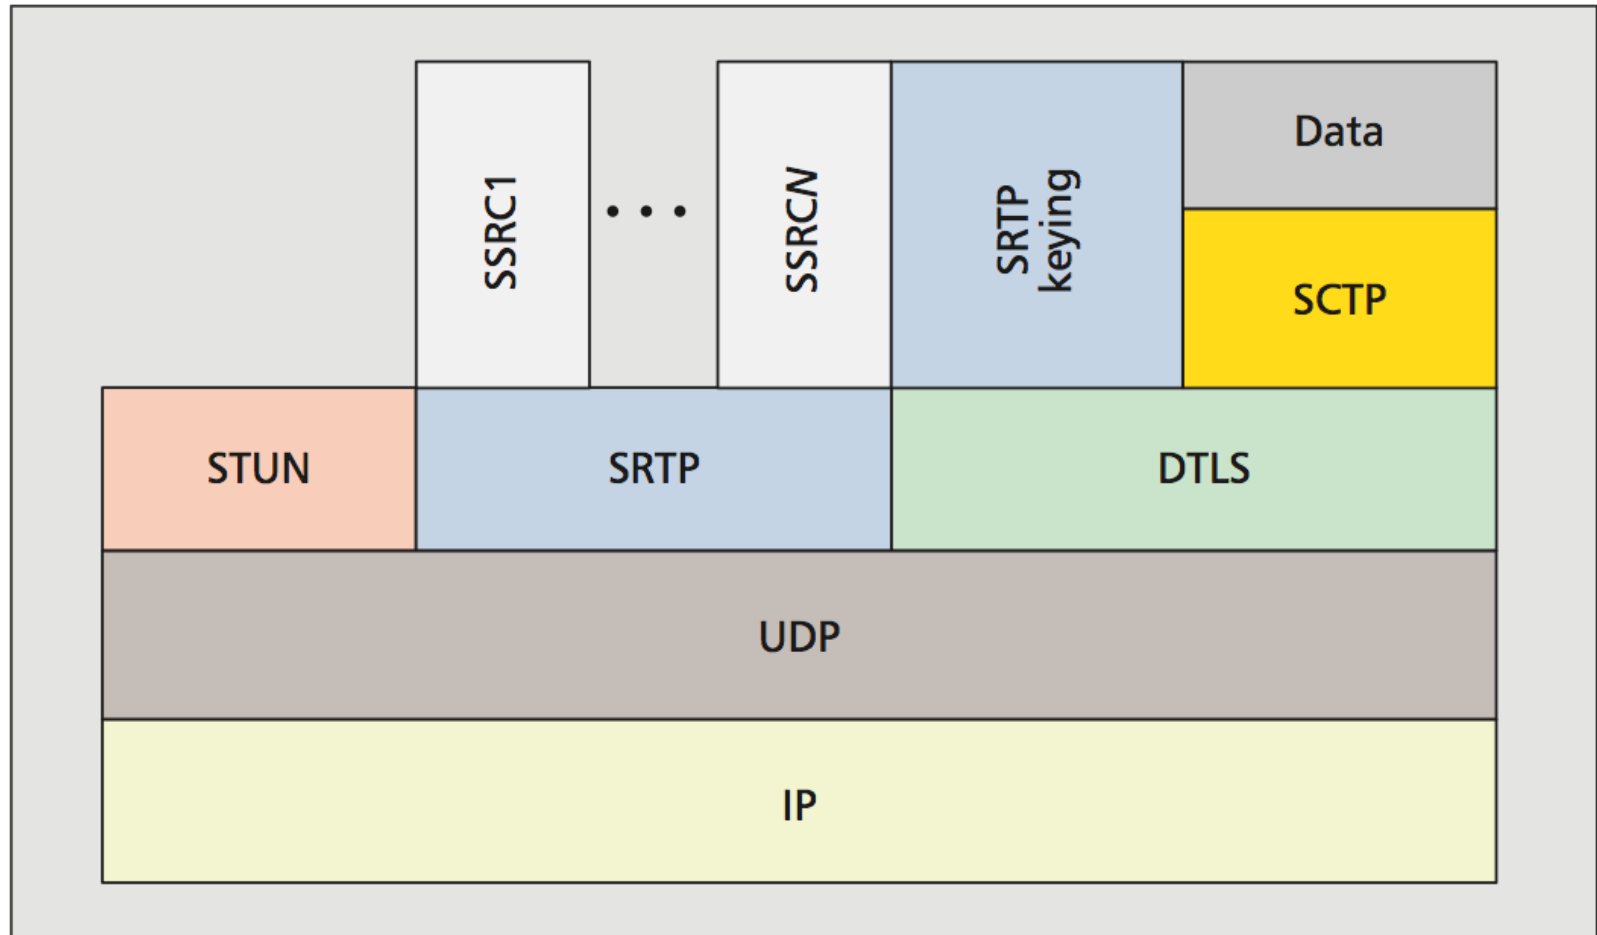 SSRC1
• • •
SSRCN
SRTP
keying
Data
SCTP
STUN
SRTP
DTLS
UDP
IP